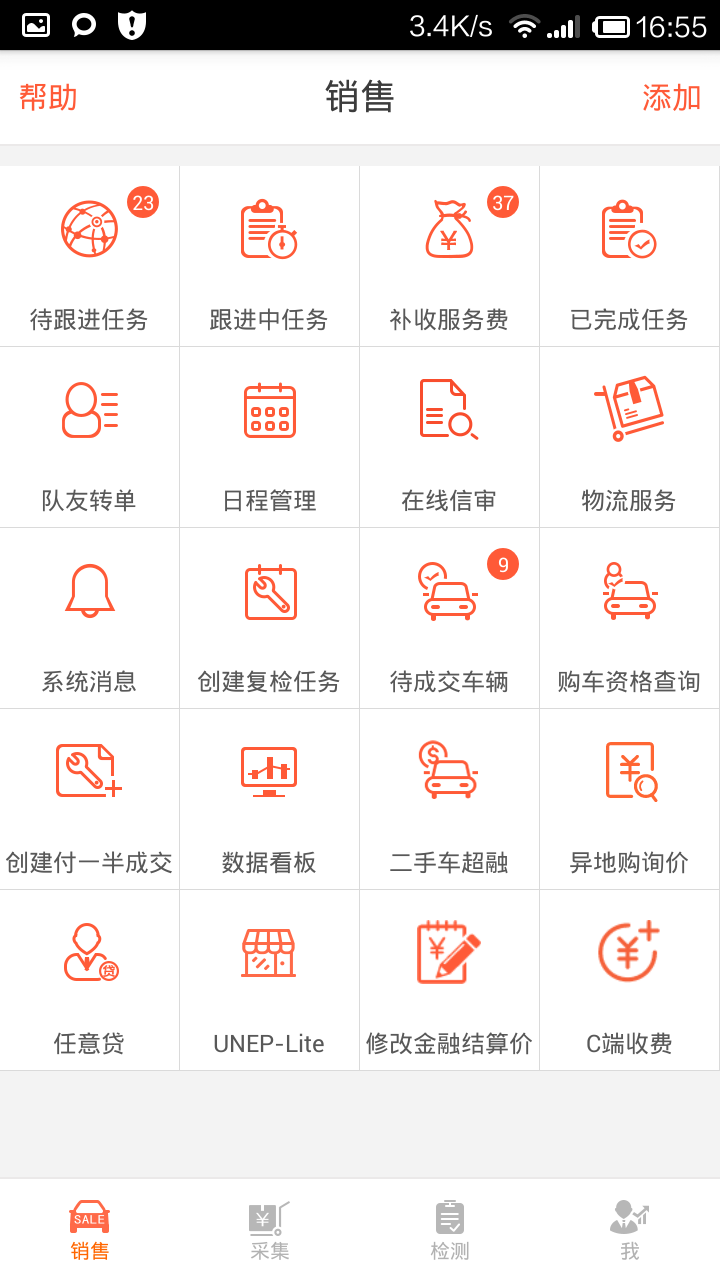 3.4K/s 16:55
帮助 销售 添加
23 37
待跟进任务 跟进中任务 补收服务费 已完成任务
队友转单 日程管理 在线信审 物流服务
9
系统消息 创建复检任务 待成交车辆 购车资格查询
创建付一半成交 数据看板 二手车超融 异地购询价
贷
任意贷 UNEP-Lite 修改金融结算价 C端收费
SALE
销售 采集 检测 我